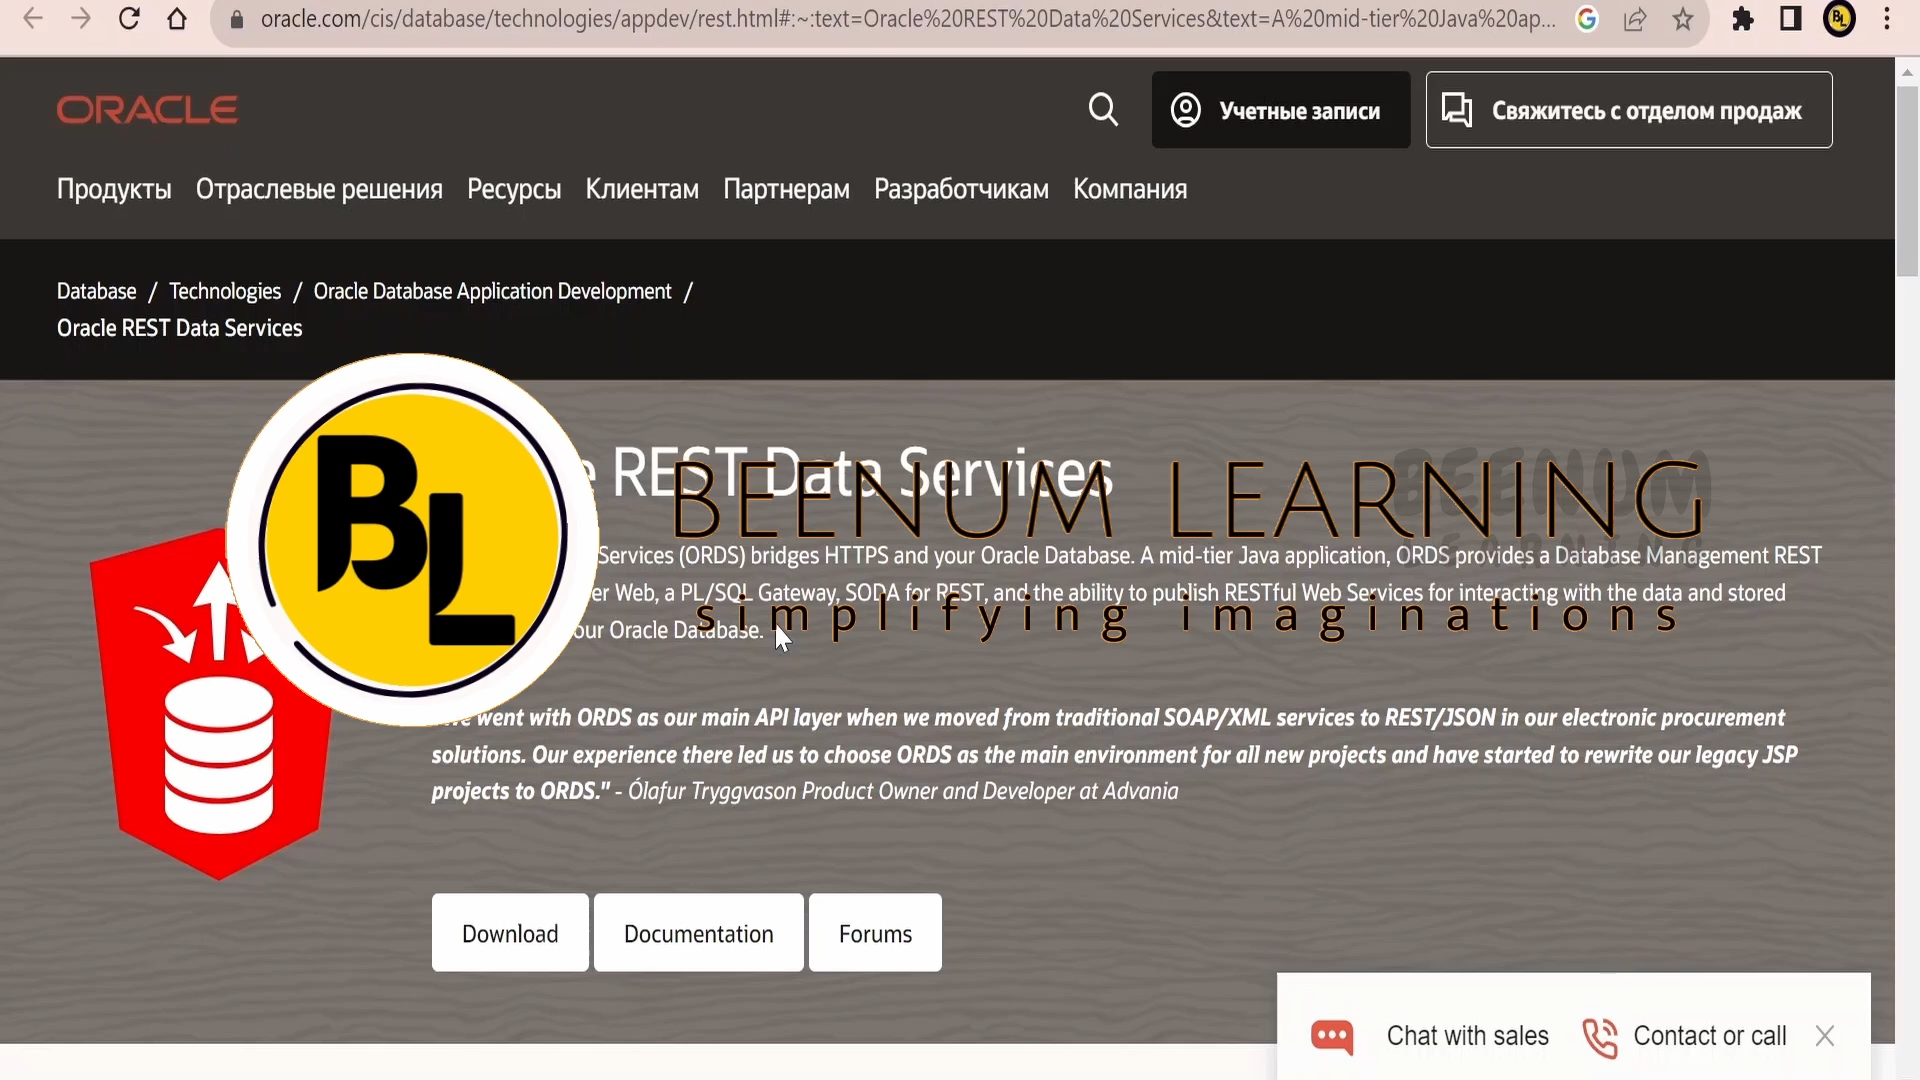 oracle.com/cis/database/technologies/appdev/rest.html#:~:text=Oracle%20REST%20Data%20Services&text=A%20mid-tier%20Java%20ap...
BL
ORACLE
Учетные записи
Свяжитесь с отделом продаж
Продукты Отраслевые решения Ресурсы Клиентам Партнерам Разработчикам Компания
Database / Technologies / Oracle Database Application Development /
Oracle REST Data Services
BL
REST Data Services
BEENUM LEARNING
BEENUM
LEARNING
Services (ORDS) bridges HTTPS and your Oracle Database. A mid-tier Java application, ORDS provides a Database Management REST
er Web, a PL/SQL Gateway, SODA for REST, and the ability to publish RESTful Web Services for interacting with the data and stored
simplifying imaginations
our Oracle Database.
went with ORDS as our main API layer when we moved from traditional SOAP/XML services to REST/JSON in our electronic procurement
solutions. Our experience there led us to choose ORDS as the main environment for all new projects and have started to rewrite our legacy JSP
projects to ORDS." - Ólafur Tryggvason Product Owner and Developer at Advania
Download Documentation Forums
Chat with sales Contact or call